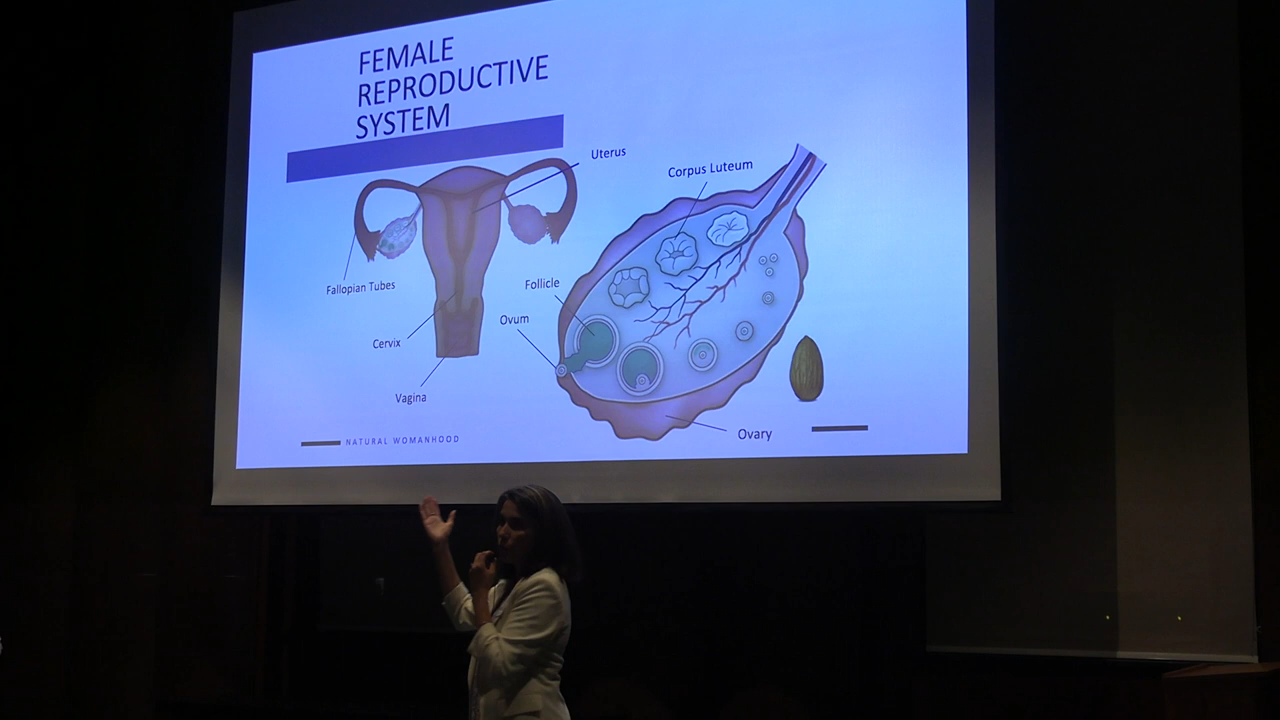 FEMALE
REPRODUCTIVE
SYSTEM
Uterus
Corpus Luteum
Fallopian Tubes
Follicle
Ovum
Cervix
Vagina
Ovary
NATURAL WOMANHOOD